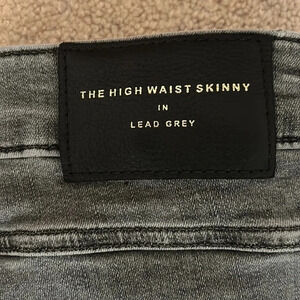 THE HIGH WAIST SKINNY
IN
LEAD GREY